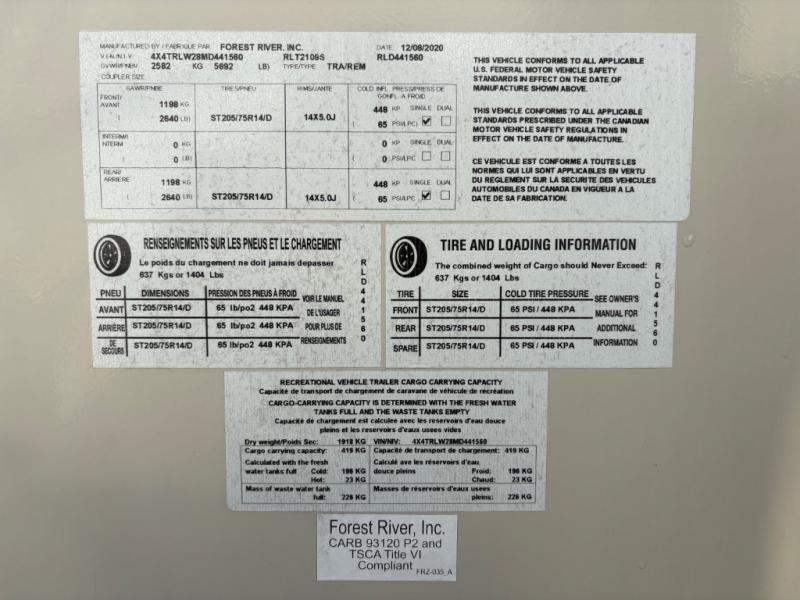 MANUFACTURED BY / FABRIQUE PAR FOREST RIVER, INC. DATE 12/08/2020
V.I.N./N.I.V. 4X4TRLW28MD441560 RLT2109S RLD441560
GVWR/PNBV 2582 KG 5692 LB) TYPE/TYPE: TRA/REM
COUPLER SIZE
GAWR/PNBE TIRES/PNEU RIMS/JANTE COLD INFL. PRESS/PRESS DE GONFL. A FROID
FRONT/ AVANT 1198 KG 448 KP SINGLE DUAL
( 2640 LB) ST205/75R14/D 14X5.0J ( 65 PSI/LPC)
INTERM/ INTERM 0 KG 0 KP SINGLE DUAL
( 0 LB) ( 0 PSI/LPC
REAR/ ARRIERE 1198 KG 448 KP SINGLE DUAL
( 2640 LB) ST205/75R14/D 14X5.0J ( 65 PSI/LPC
THIS VEHICLE CONFORMS TO ALL APPLICABLE
U.S. FEDERAL MOTOR VEHICLE SAFETY
STANDARDS IN EFFECT ON THE DATE OF
MANUFACTURE SHOWN ABOVE.
THIS VEHICLE CONFORMS TO ALL APPLICABLE
STANDARDS PRESCRIBED UNDER THE CANADIAN
MOTOR VEHICLE SAFETY REGULATIONS IN
EFFECT ON THE DATE OF MANUFACTURE.
CE VEHICULE EST CONFORME A TOUTES LES
NORMES QUI LUI SONT APPLICABLES EN VERTU
DU REGLEMENT SUR LA SECURITE DES VEHICULES
AUTOMOBILES DU CANADA EN VIGUEUR A LA
DATE DE SA FABRICATION.
RENSEIGNEMENTS SUR LES PNEUS ET LE CHARGEMENT
Le poids du chargement ne doit jamais depasser
637 Kgs or 1404 Lbs
PNEU DIMENSIONS PRESSION DES PNEUS À FROID
AVANT ST205/75R14/D 65 lb/po2 448 KPA
ARRIÈRE ST205/75R14/D 65 lb/po2 448 KPA
DE SECOURS ST205/75R14/D 65 lb/po2 448 KPA
VOIR LE MANUEL
DE L'USAGER
POUR PLUS DE
RENSEIGNEMENTS
RLD441560
TIRE AND LOADING INFORMATION
The combined weight of Cargo should Never Exceed:
637 Kgs or 1404 Lbs
TIRE SIZE COLD TIRE PRESSURE
FRONT ST205/75R14/D 65 PSI / 448 KPA
REAR ST205/75R14/D 65 PSI / 448 KPA
SPARE ST205/75R14/D 65 PSI / 448 KPA
SEE OWNER'S
MANUAL FOR
ADDITIONAL
INFORMATION
RLD441560
RECREATIONAL VEHICLE TRAILER CARGO CARRYING CAPACITY
Capacité de transport de chargement de caravane de véhicule de récréation
CARGO-CARRYING CAPACITY IS DETERMINED WITH THE FRESH WATER
TANKS FULL AND THE WASTE TANKS EMPTY
Capacité de chargement est calculee avec les reservoirs d'eau douce
pleins et les reservoirs d'eaux usees vides
Dry weight/Poids Sec: 1918 KG VIN/NIV: 4X4TRLW28MD441560
Cargo carrying capacity: 419 KG Capacité de transport de chargement: 419 KG
Calculated with the fresh Calculé ave les réservoirs d'eau
water tanks full Cold: 196 KG douce pleins Froid: 196 KG
Hot: 23 KG Chaud: 23 KG
Mass of waste water tank Masses de reservoirs d'eaux usees
full: 226 KG pleins: 226 KG
Forest River, Inc.
CARB 93120 P2 and
TSCA Title VI
Compliant FRZ-035_A